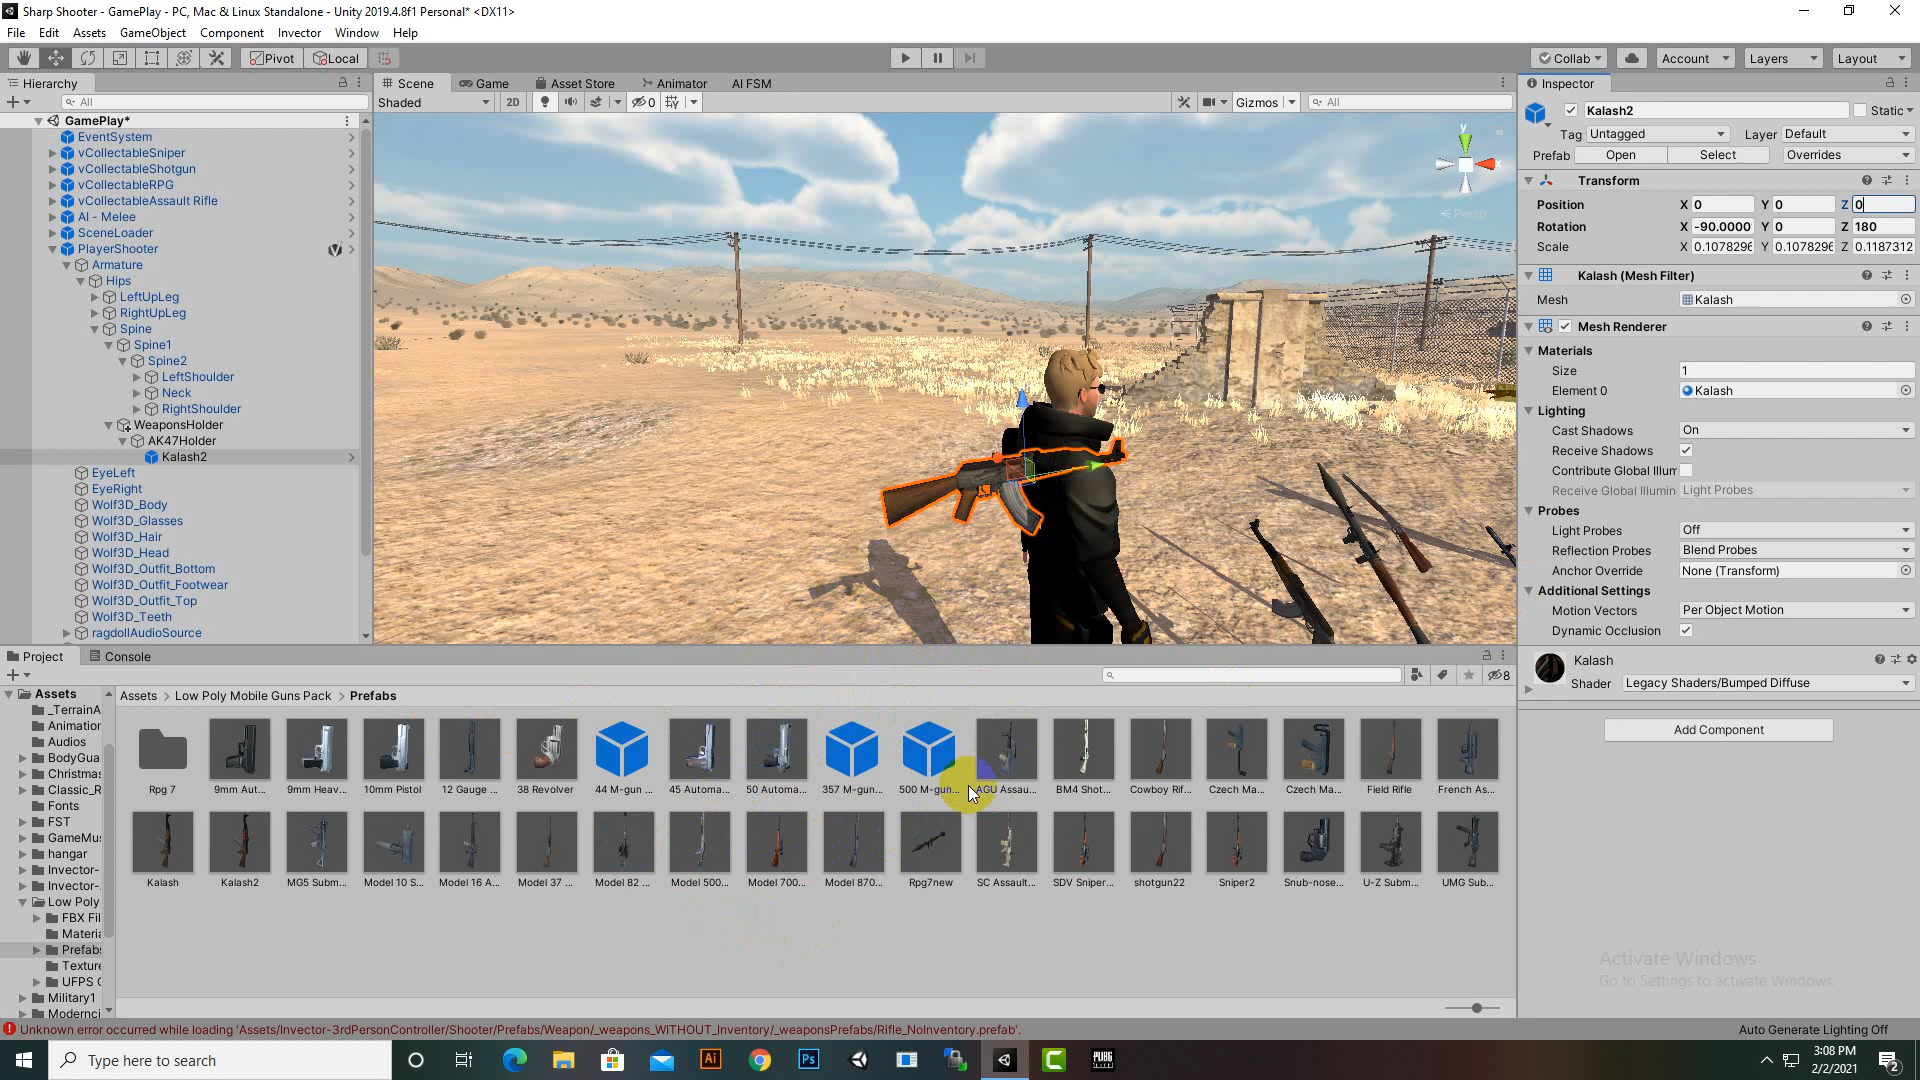 Sharp Shooter - GamePlay - PC, Mac & Linux Standalone - Unity 2019.4.8f1 Personal* <DX11>
File Edit Assets GameObject Component Invector Window Help
Pivot Local Collab Account Layers Layout
Hierarchy
All
GamePlay*
EventSystem
vCollectableSniper
vCollectableShotgun
vCollectableRPG
vCollectableAssault Rifle
AI - Melee
SceneLoader
PlayerShooter
Armature
Hips
LeftUpLeg
RightUpLeg
Spine
Spine1
Spine2
LeftShoulder
Neck
RightShoulder
WeaponsHolder
AK47Holder
Kalash2
EyeLeft
EyeRight
Wolf3D_Body
Wolf3D_Glasses
Wolf3D_Hair
Wolf3D_Head
Wolf3D_Outfit_Bottom
Wolf3D_Outfit_Footwear
Wolf3D_Outfit_Top
Wolf3D_Teeth
ragdollAudioSource
Scene Game Asset Store Animator AI FSM
Shaded 2D 0 Gizmos All
y
x
Persp
Inspector
Kalash2 Static
Tag Untagged Layer Default
Prefab Open Select Overrides
Transform
Position X 0 Y 0 Z 0
Rotation X -90.0000 Y 0 Z 180
Scale X 0.1078296 Y 0.1078296 Z 0.1187312
Kalash (Mesh Filter)
Mesh Kalash
Mesh Renderer
Materials
Size 1
Element 0 Kalash
Lighting
Cast Shadows On
Receive Shadows
Contribute Global Illum
Receive Global Illumin Light Probes
Probes
Light Probes Off
Reflection Probes Blend Probes
Anchor Override None (Transform)
Additional Settings
Motion Vectors Per Object Motion
Dynamic Occlusion
Kalash
Shader Legacy Shaders/Bumped Diffuse
Add Component
Activate Windows
Go to Settings to activate Windows.
Project Console
8
Assets
_TerrainA
Animation
Audios
BodyGua
Christmas
Classic_R
Fonts
FST
GameMus
hangar
Invector-
Invector-
Low Poly
FBX Fil
Materia
Prefabs
Texture
UFPS C
Military1
Modernci
Assets > Low Poly Mobile Guns Pack > Prefabs
Rpg 7 9mm Aut... 9mm Heav... 10mm Pistol 12 Gauge ... 38 Revolver 44 M-gun ... 45 Automa... 50 Automa... 357 M-gun... 500 M-gun... AGU Assau... BM4 Shot... Cowboy Rif... Czech Ma... Czech Ma... Field Rifle French As...
Kalash Kalash2 MG5 Subm... Model 10 S... Model 16 A... Model 37 ... Model 82 ... Model 500... Model 700... Model 870... Rpg7new SC Assault... SDV Sniper... shotgun22 Sniper2 Snub-nose... U-Z Subm... UMG Sub...
Unknown error occurred while loading 'Assets/Invector-3rdPersonController/Shooter/Prefabs/Weapon/_weapons_WITHOUT_Inventory/_weaponsPrefabs/Rifle_NoInventory.prefab'.
Auto Generate Lighting Off
Type here to search
Ai
Ps
PUBG
3:08 PM
2/2/2021
2